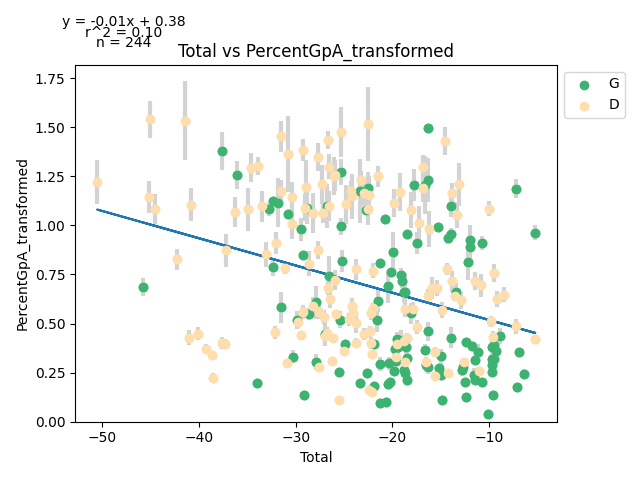 y = -0.01x + 0.38
r^2 = 0.10
n = 244
Total vs PercentGpA_transformed
G
D
PercentGpA_transformed
1.75
1.50
1.25
1.00
0.75
0.50
0.25
0.00
−50
−40
−30
−20
−10
Total